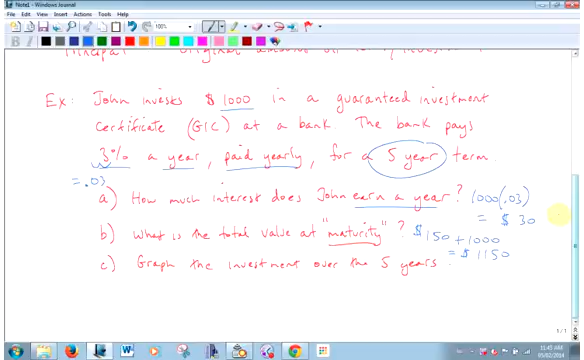 Note1 - Windows Journal
File Edit View Insert Actions Tools Help
100%
Principal original amount
Ex: John invests $1000 in a guaranteed investment
certificate (GIC) at a bank The bank pays
3% a year, paid yearly, for a 5 year term.
= .03
a) How much interest does John earn a year? 1000(.03)
= $30
b) What is the total value at "maturity"? $150 + 1000
= $1150
c) Graph the investment over the 5 years.
1/1
11:45 AM